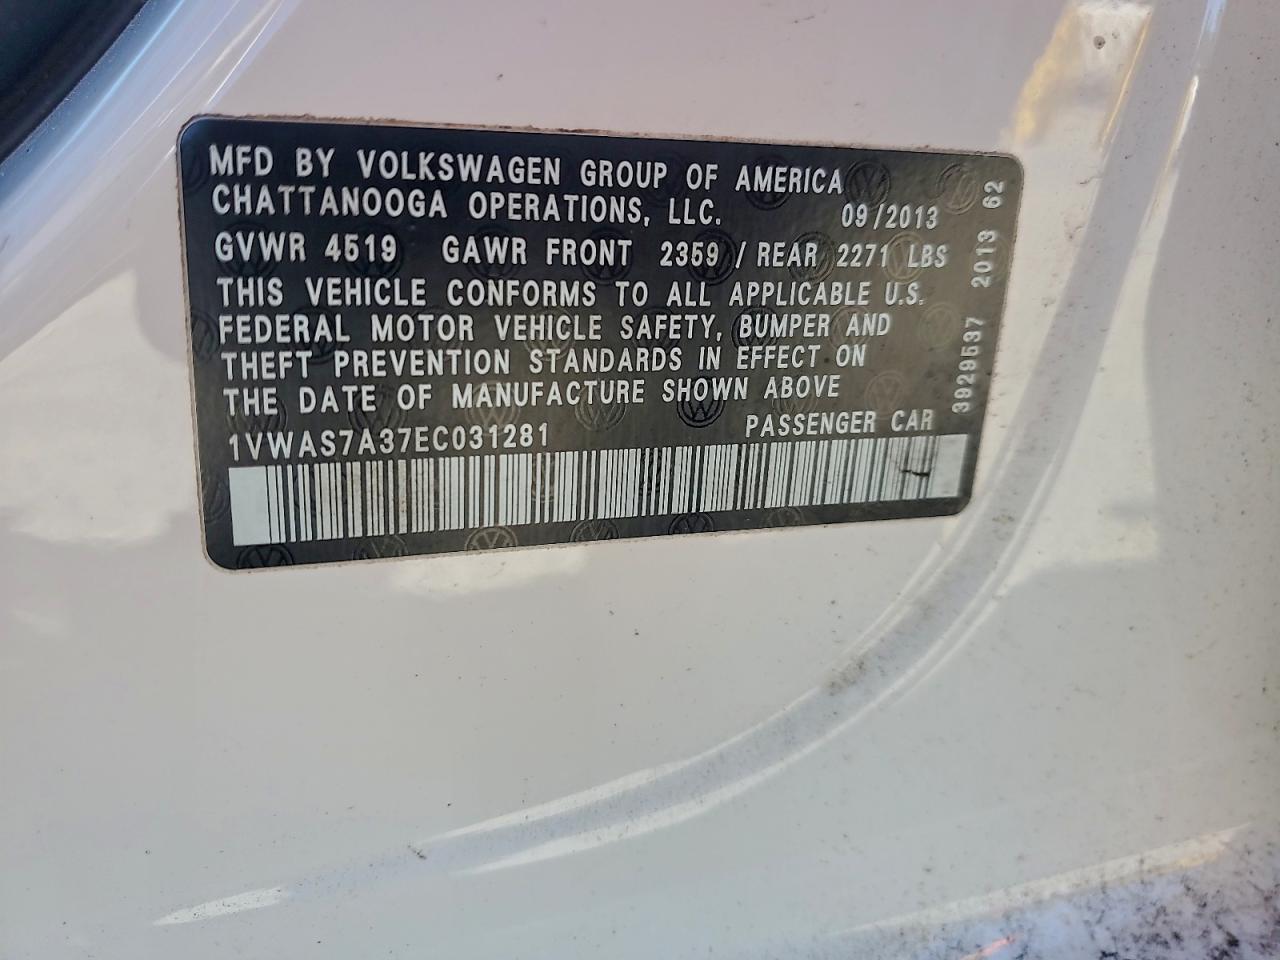 MFD BY VOLKSWAGEN GROUP OF AMERICA
CHATTANOOGA OPERATIONS, LLC. 09/2013
GVWR 4519 GAWR FRONT 2359 / REAR 2271 LBS
THIS VEHICLE CONFORMS TO ALL APPLICABLE U.S.
FEDERAL MOTOR VEHICLE SAFETY, BUMPER AND
THEFT PREVENTION STANDARDS IN EFFECT ON
THE DATE OF MANUFACTURE SHOWN ABOVE
1VWAS7A37EC031281 PASSENGER CAR
3929537 2013 62